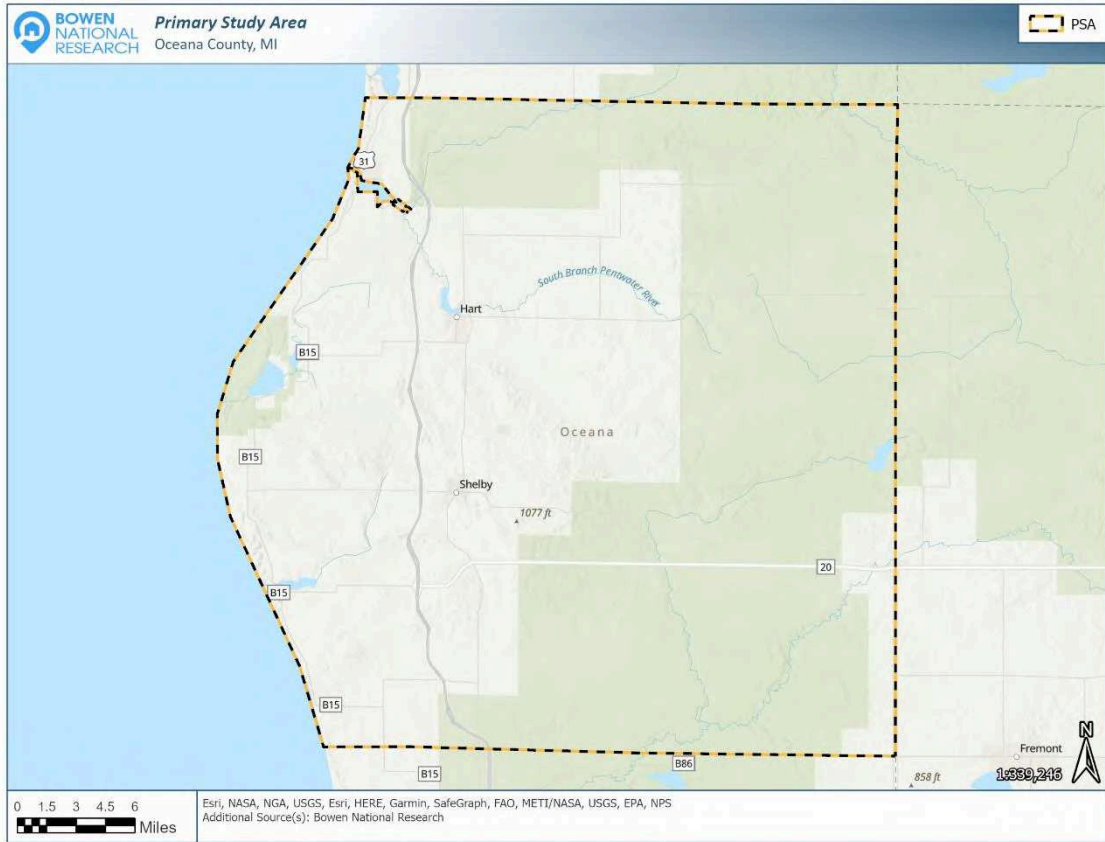 BOWEN
NATIONAL
RESEARCH
Primary Study Area
Oceana County, MI
PSA
31
South Branch Pentwater River
Hart
B15
Oceana
B15
Shelby
1077 ft
20
B15
B15
B86
Fremont
B15
N
1:339,246
858 ft
0 1.5 3 4.5 6
Miles
Esri, NASA, NGA, USGS, Esri, HERE, Garmin, SafeGraph, FAO, METI/NASA, USGS, EPA, NPS
Additional Source(s): Bowen National Research